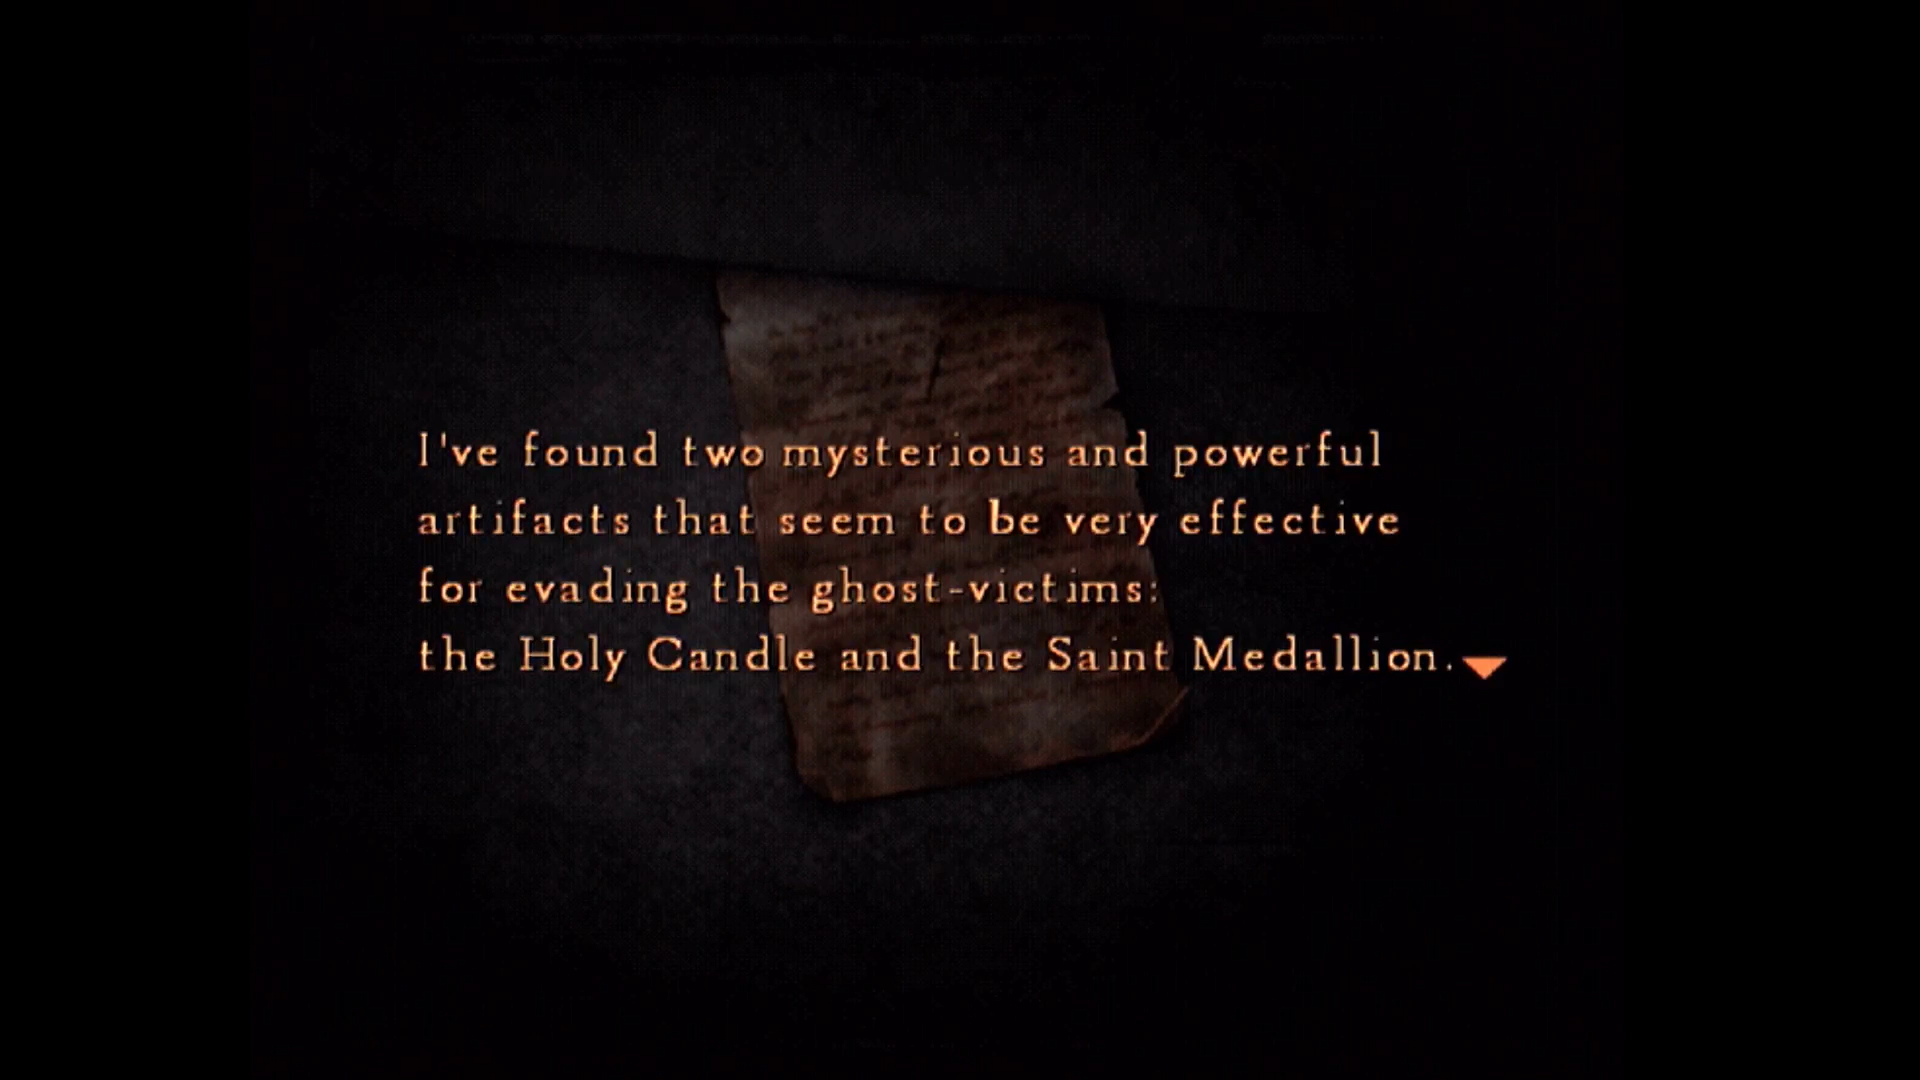 I've found two mysterious and powerful
artifacts that seem to be very effective
for evading the ghost-victims:
the Holy Candle and the Saint Medallion.